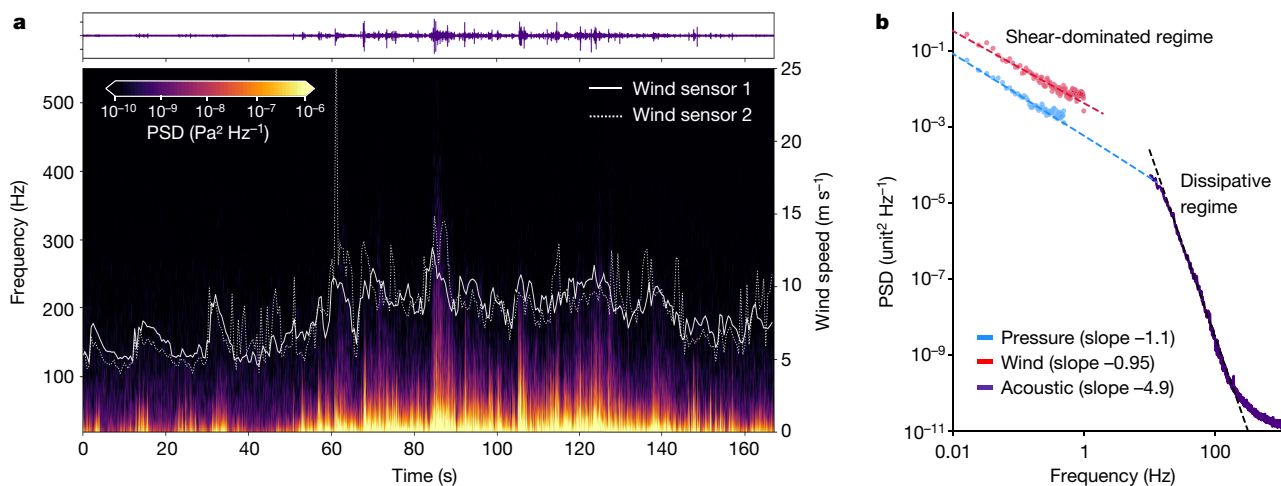 a
500
400
300
200
100
Frequency (Hz)
10⁻¹⁰ 10⁻⁹ 10⁻⁸ 10⁻⁷ 10⁻⁶
PSD (Pa² Hz⁻¹)
Wind sensor 1
Wind sensor 2
25
20
15
10
5
0
Wind speed (m s⁻¹)
0 20 40 60 80 100 120 140 160
Time (s)
b
10⁻¹
10⁻³
10⁻⁵
10⁻⁷
10⁻⁹
10⁻¹¹
PSD (unit² Hz⁻¹)
Shear-dominated regime
Dissipative
regime
Pressure (slope –1.1)
Wind (slope –0.95)
Acoustic (slope –4.9)
0.01 1 100
Frequency (Hz)